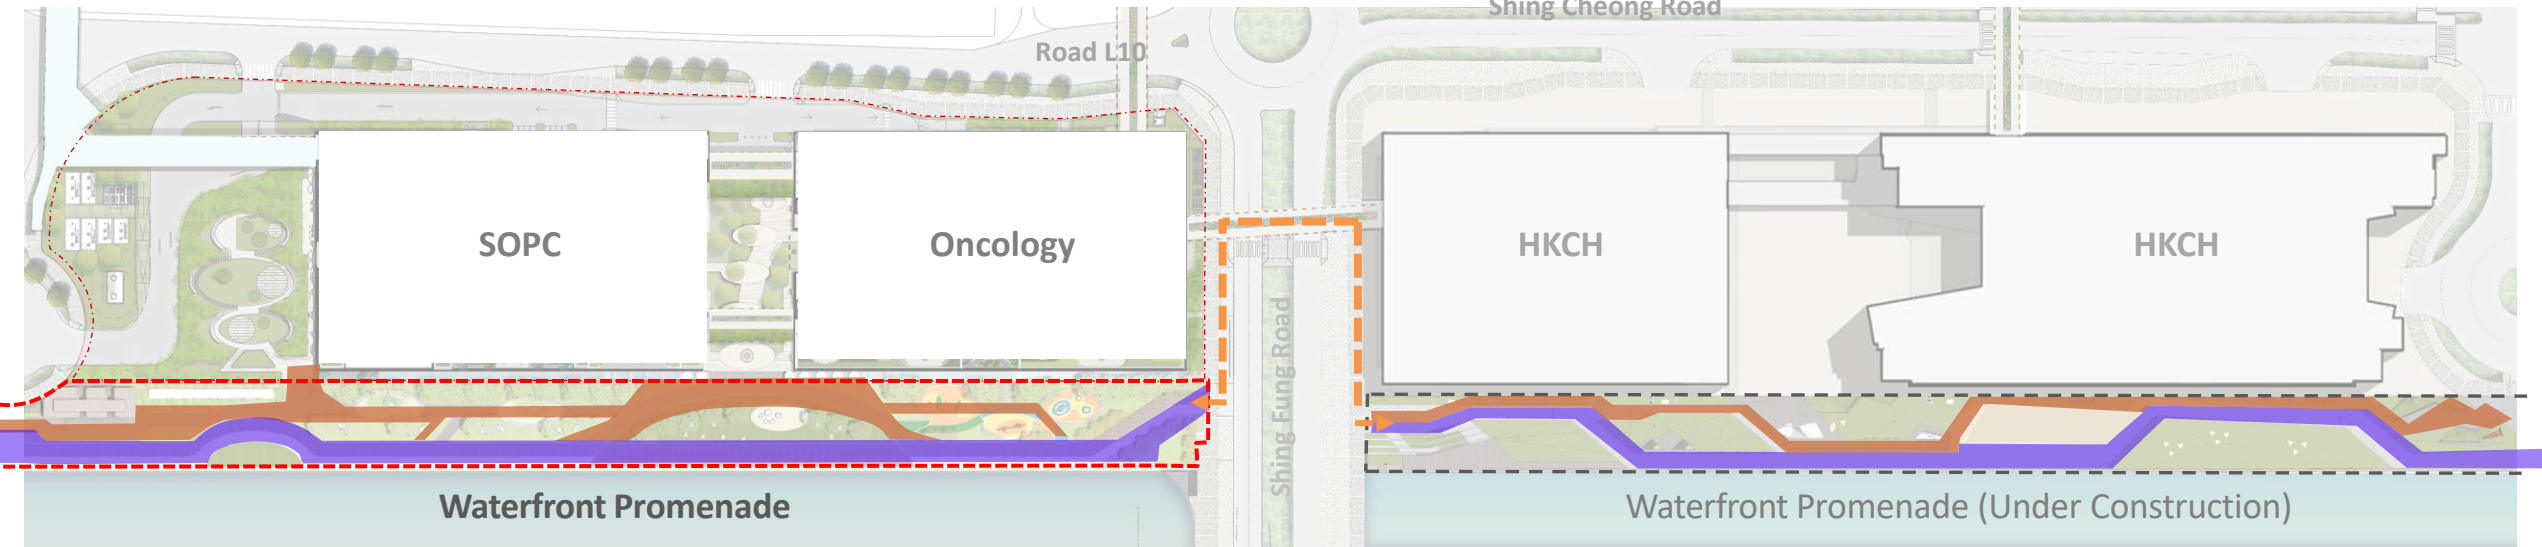 Shing Cheong Road
Road L10
SOPC
Oncology
HKCH
HKCH
Shing Fung Road
Waterfront Promenade
Waterfront Promenade (Under Construction)